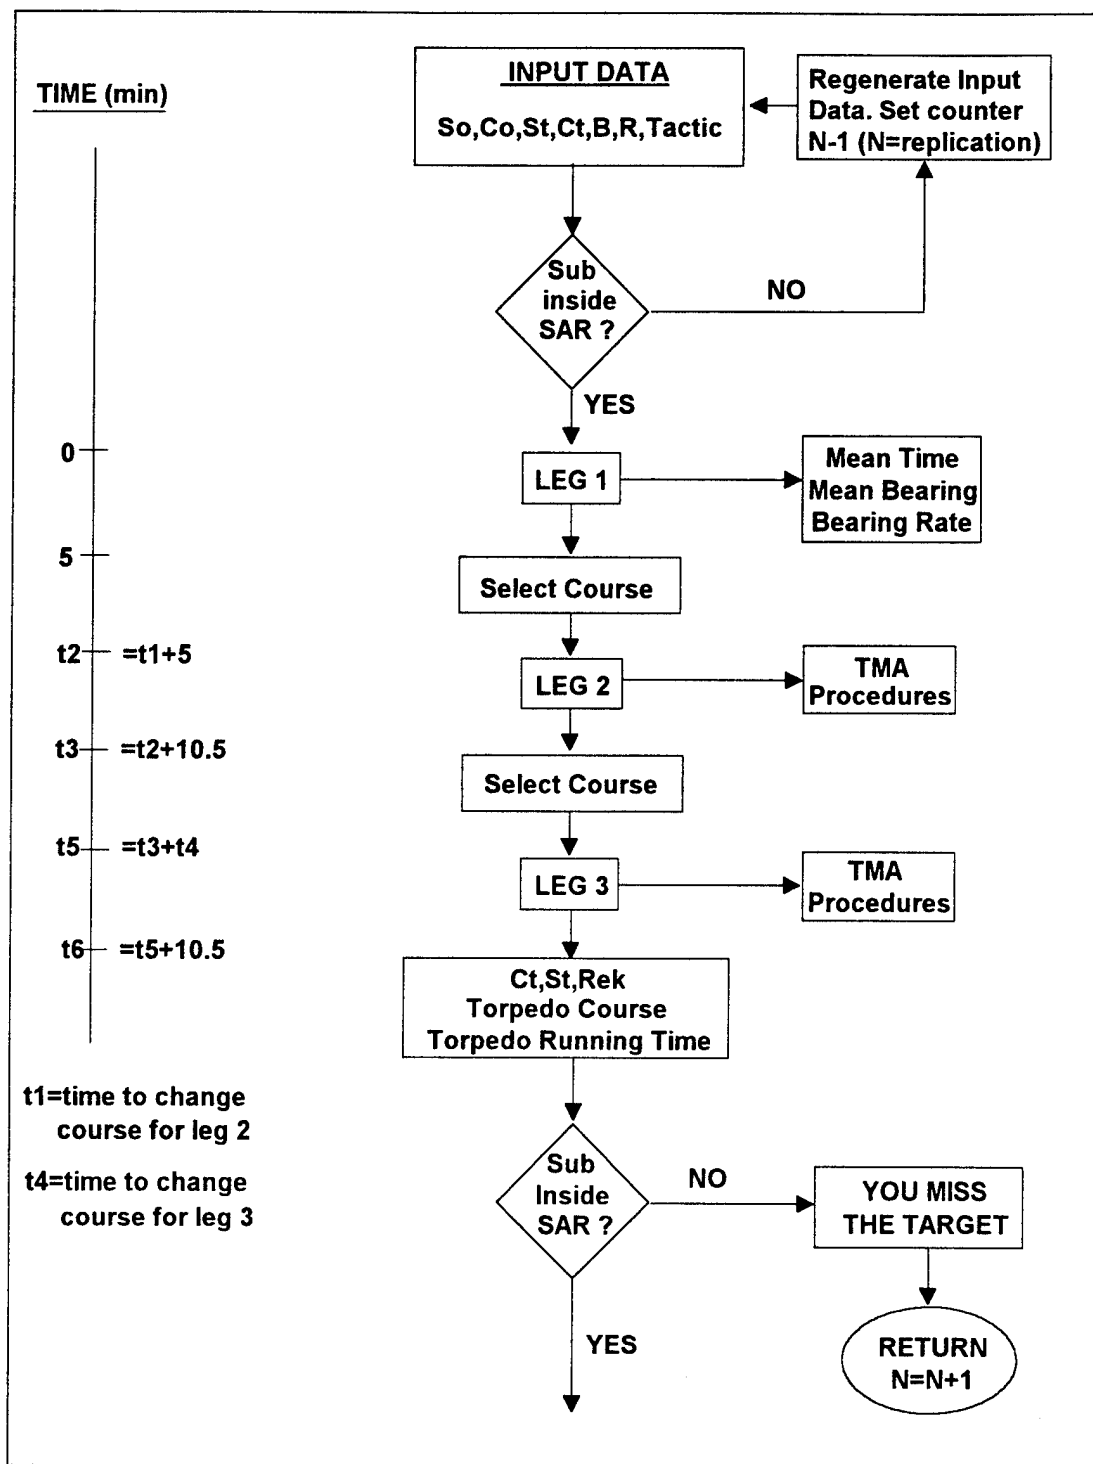 TIME (min)
INPUT DATA
So,Co,St,Ct,B,R,Tactic
Regenerate Input
Data. Set counter
N-1 (N=replication)
Sub
inside
SAR ?
NO
YES
0
LEG 1
Mean Time
Mean Bearing
Bearing Rate
5
Select Course
t2 =t1+5
LEG 2
TMA
Procedures
t3 =t2+10.5
Select Course
t5 =t3+t4
LEG 3
TMA
Procedures
t6 =t5+10.5
Ct,St,Rek
Torpedo Course
Torpedo Running Time
t1=time to change
course for leg 2
t4=time to change
course for leg 3
Sub
Inside
SAR ?
NO
YOU MISS
THE TARGET
YES
RETURN
N=N+1